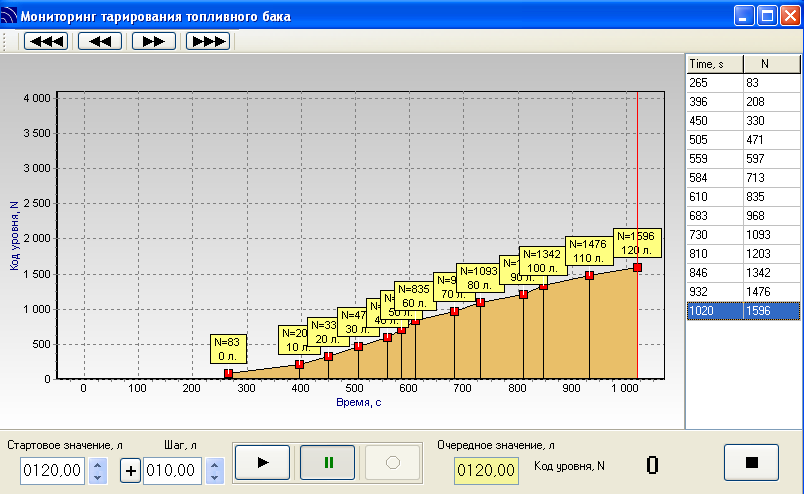 Мониторинг тарирования топливного бака
Time, s N
265 83
396 208
450 330
505 471
559 597
584 713
610 835
683 968
730 1093
810 1203
846 1342
932 1476
1020 1596
4 000
3 500
3 000
2 500
2 000
1 500
1 000
500
0
Код уровня, N
N=83
0 л.
10 л.
20 л.
30 л.
50 л.
N=835
60 л.
70 л.
N=1093
80 л.
90 л.
N=1342
100 л.
N=1476
110 л.
N=1596
120 л.
0 100 200 300 400 500 600 700 800 900 1 000
Время, с
Стартовое значение, л
0120,00
Шаг, л
+ 010,00
Очередное значение, л
0120,00
Код уровня, N 0